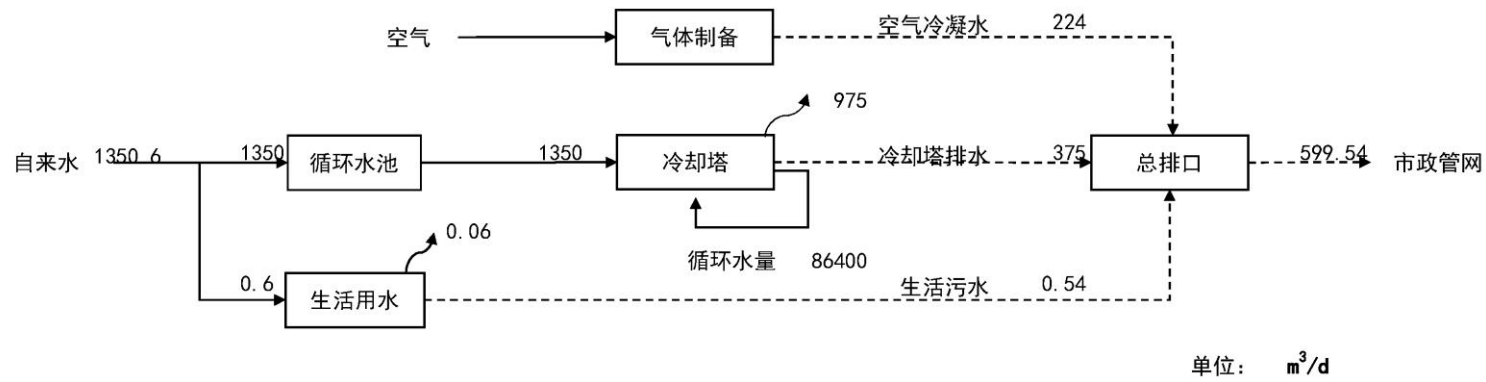 空气
气体制备
空气冷凝水 224
975
自来水 1350.6
1350
循环水池
1350
冷却塔
冷却塔排水 375
总排口
599.54
市政管网
0.06
循环水量 86400
0.6
生活用水
生活污水 0.54
单位： m³/d